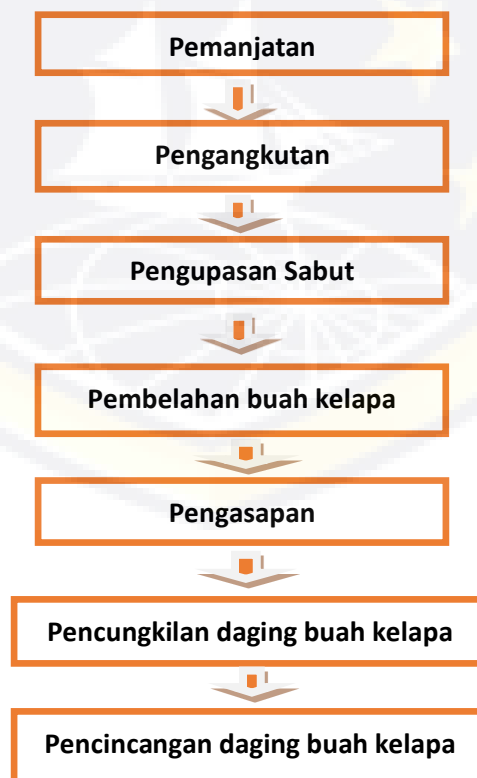 Pemanjatan
Pengangkutan
Pengupasan Sabut
Pembelahan buah kelapa
Pengasapan
Pencungkilan daging buah kelapa
Pencincangan daging buah kelapa